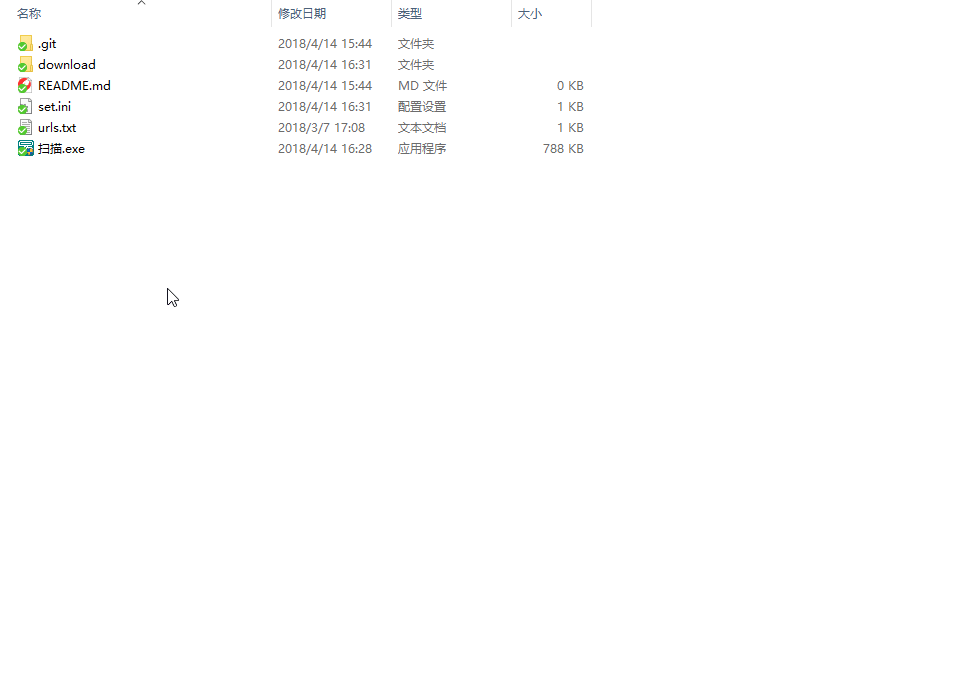 名称 修改日期 类型 大小
.git 2018/4/14 15:44 文件夹
download 2018/4/14 16:31 文件夹
README.md 2018/4/14 15:44 MD 文件 0 KB
set.ini 2018/4/14 16:31 配置设置 1 KB
urls.txt 2018/3/7 17:08 文本文档 1 KB
扫描.exe 2018/4/14 16:28 应用程序 788 KB